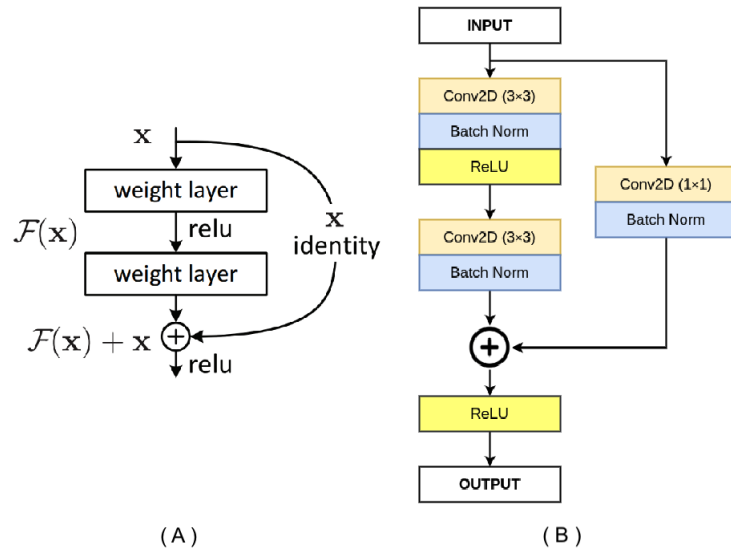 x
weight layer
F(x)
relu
x
identity
weight layer
F(x) + x
+
relu
( A )
INPUT
Conv2D (3×3)
Batch Norm
ReLU
Conv2D (1×1)
Batch Norm
Conv2D (3×3)
Batch Norm
+
ReLU
OUTPUT
( B )